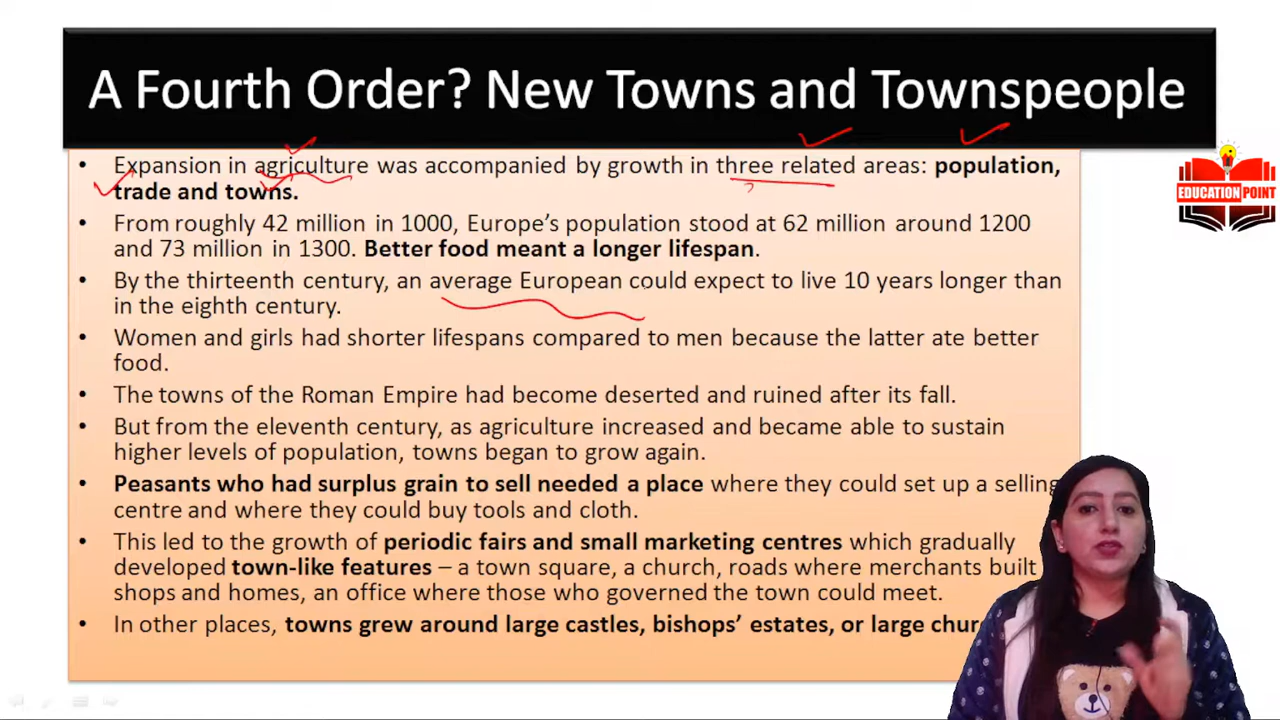 A Fourth Order? New Towns and Townspeople
• Expansion in agriculture was accompanied by growth in three related areas: population,
trade and towns.
• From roughly 42 million in 1000, Europe's population stood at 62 million around 1200
and 73 million in 1300. Better food meant a longer lifespan.
• By the thirteenth century, an average European could expect to live 10 years longer than
in the eighth century.
• Women and girls had shorter lifespans compared to men because the latter ate better
food.
• The towns of the Roman Empire had become deserted and ruined after its fall.
• But from the eleventh century, as agriculture increased and became able to sustain
higher levels of population, towns began to grow again.
• Peasants who had surplus grain to sell needed a place where they could set up a selling
centre and where they could buy tools and cloth.
• This led to the growth of periodic fairs and small marketing centres which gradually
developed town-like features – a town square, a church, roads where merchants built
shops and homes, an office where those who governed the town could meet.
• In other places, towns grew around large castles, bishops' estates, or large
EDUCATION POINT